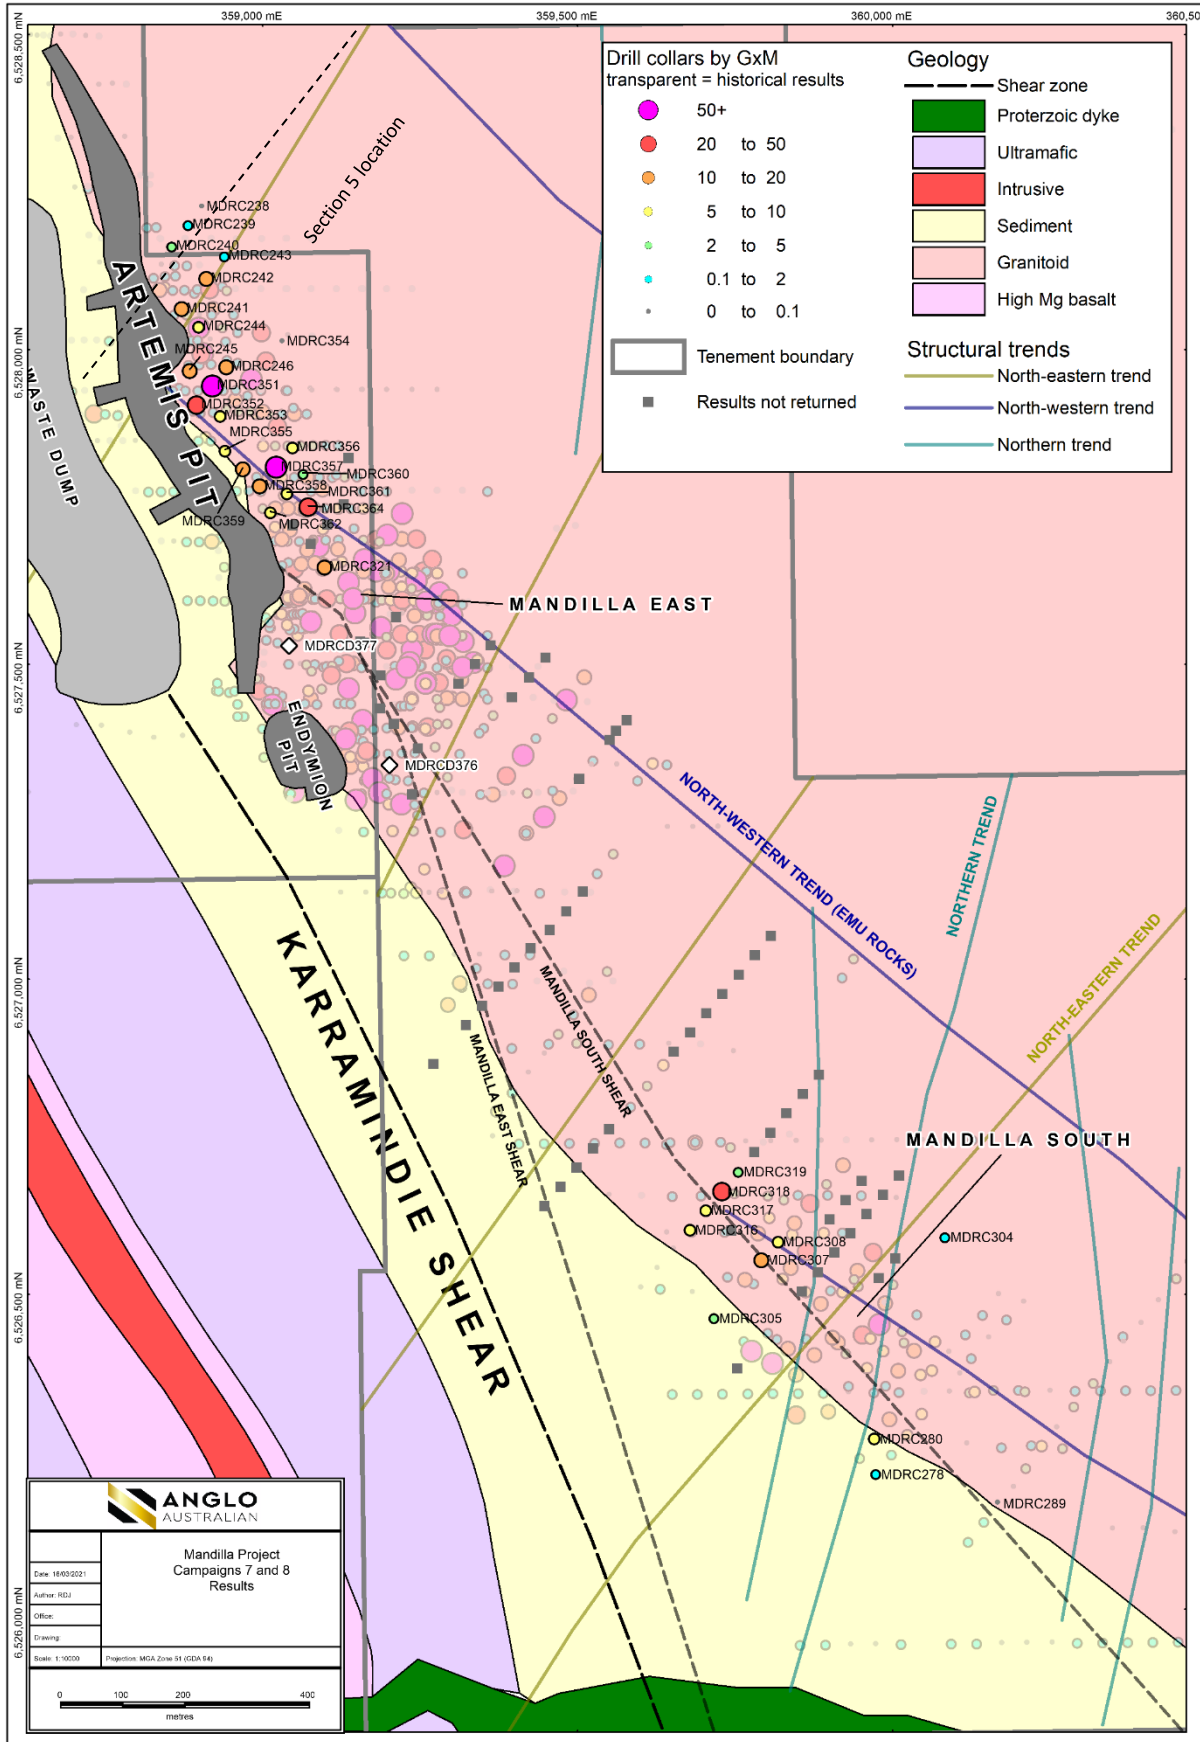 359,000 mE
359,500 mE
360,000 mE
360,500
6,528,500 mN
6,528,000 mN
6,527,500 mN
6,527,000 mN
6,526,500 mN
6,526,000 mN
Drill collars by GxM
transparent = historical results
50+
20 to 50
10 to 20
5 to 10
2 to 5
0.1 to 2
0 to 0.1
Tenement boundary
Results not returned
Geology
Shear zone
Proterzoic dyke
Ultramafic
Intrusive
Sediment
Granitoid
High Mg basalt
Structural trends
North-eastern trend
North-western trend
Northern trend
Section 5 location
MDRC238
MDRC239
MDRC240
MDRC243
MDRC242
MDRC241
MDRC244
MDRC354
MDRC245
MDRC246
MDRC351
MDRC352
MDRC353
MDRC355
MDRC356
MDRC357
MDRC360
MDRC358
MDRC361
MDRC364
MDRC359
MDRC362
MDRC321
ARTEMIS PIT
WASTE DUMP
MANDILLA EAST
MDRCD377
ENDYMION
PIT
MDRCD376
NORTH-WESTERN TREND (EMU ROCKS)
NORTHERN TREND
NORTH-EASTERN TREND
KARRAMINDIE SHEAR
MANDILLA SOUTH SHEAR
MANDILLA EAST SHEAR
MANDILLA SOUTH
MDRC319
MDRC318
MDRC317
MDRC316
MDRC308
MDRC307
MDRC304
MDRC305
MDRC280
MDRC278
MDRC289
ANGLO
AUSTRALIAN
Mandilla Project
Campaigns 7 and 8
Results
Date: 18/03/2021
Author: RDJ
Office:
Drawing:
Scale: 1:10000
Projection: MGA Zone 51 (GDA 94)
0 100 200 400
metres